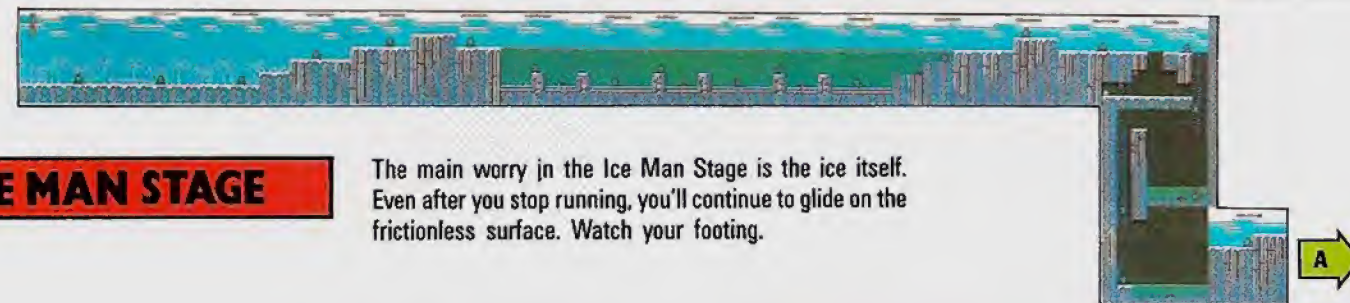 E MAN STAGE
The main worry in the Ice Man Stage is the ice itself.
Even after you stop running, you'll continue to glide on the
frictionless surface. Watch your footing.
A